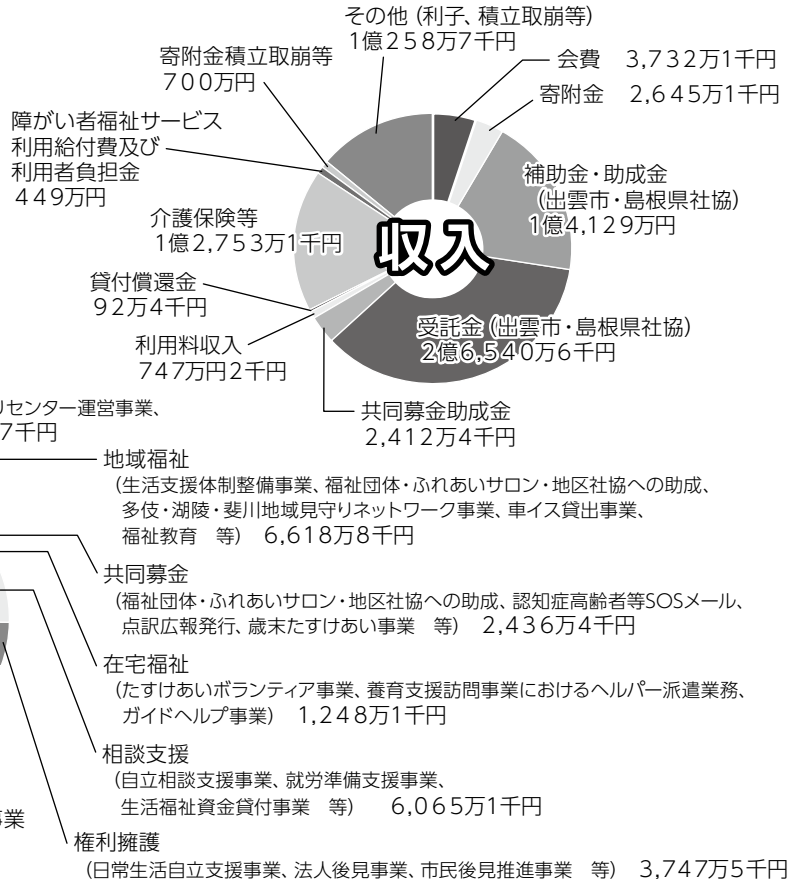 その他（利子、積立取崩等）
1億258万7千円
寄附金積立取崩等
700万円
会費　3,732万1千円
寄附金　2,645万1千円
障がい者福祉サービス
利用給付費及び
利用者負担金
449万円
補助金・助成金
（出雲市・島根県社協）
1億4,129万円
介護保険等
1億2,753万1千円
収入
貸付償還金
92万4千円
受託金（出雲市・島根県社協）
2億6,540万6千円
利用料収入
747万円2千円
共同募金助成金
2,412万4千円
センター運営事業、
7千円
地域福祉
（生活支援体制整備事業、福祉団体・ふれあいサロン・地区社協への助成、
多伎・湖陵・斐川地域見守りネットワーク事業、車イス貸出事業、
福祉教育　等）　6,618万8千円
共同募金
（福祉団体・ふれあいサロン・地区社協への助成、認知症高齢者等SOSメール、
点訳広報発行、歳末たすけあい事業　等）　2,436万4千円
在宅福祉
（たすけあいボランティア事業、養育支援訪問事業におけるヘルパー派遣業務、
ガイドヘルプ事業）　1,248万1千円
相談支援
（自立相談支援事業、就労準備支援事業、
生活福祉資金貸付事業　等）　6,065万1千円
業
権利擁護
（日常生活自立支援事業、法人後見事業、市民後見推進事業　等）　3,747万5千円